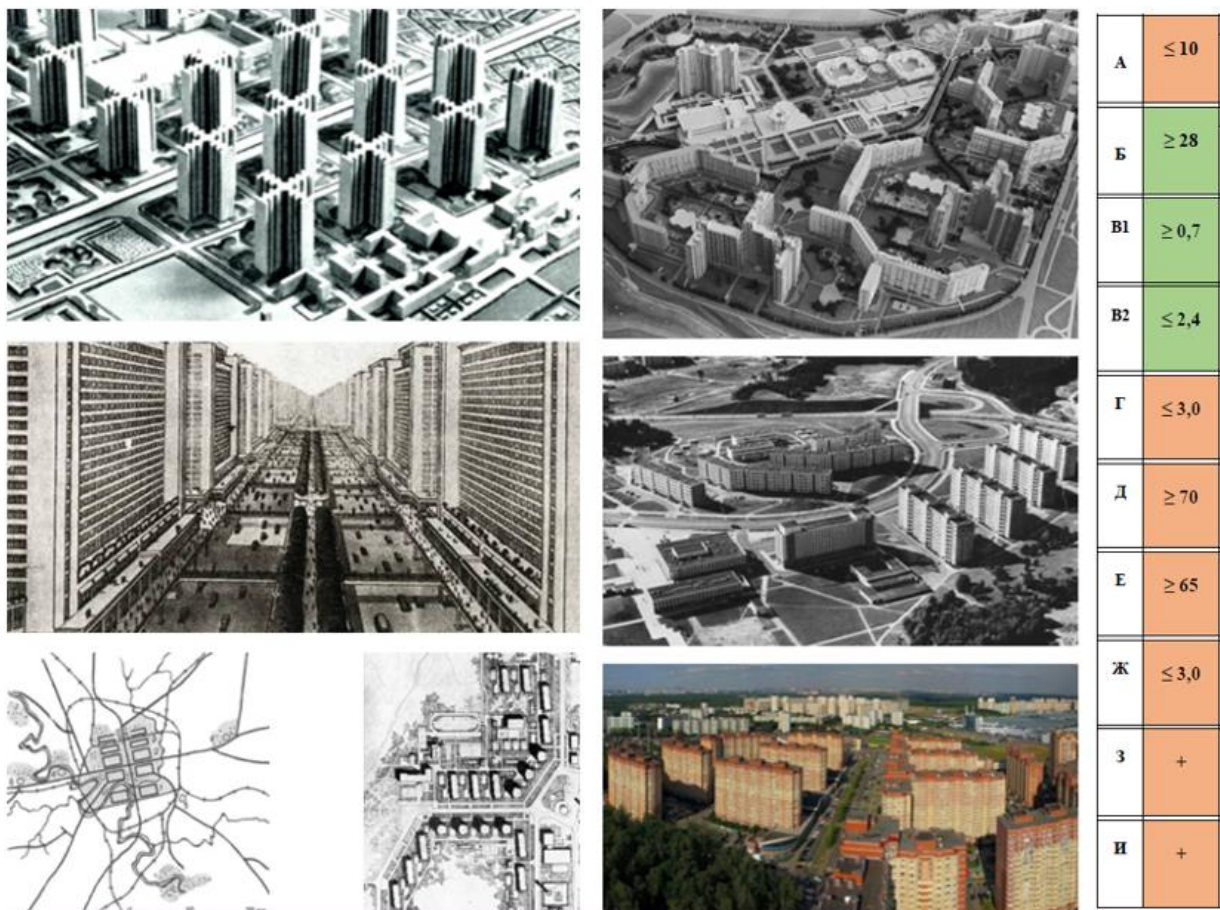 А ≤ 10
Б ≥ 28
В1 ≥ 0,7
В2 ≤ 2,4
Г ≤ 3,0
Д ≥ 70
Е ≥ 65
Ж ≤ 3,0
З +
И +